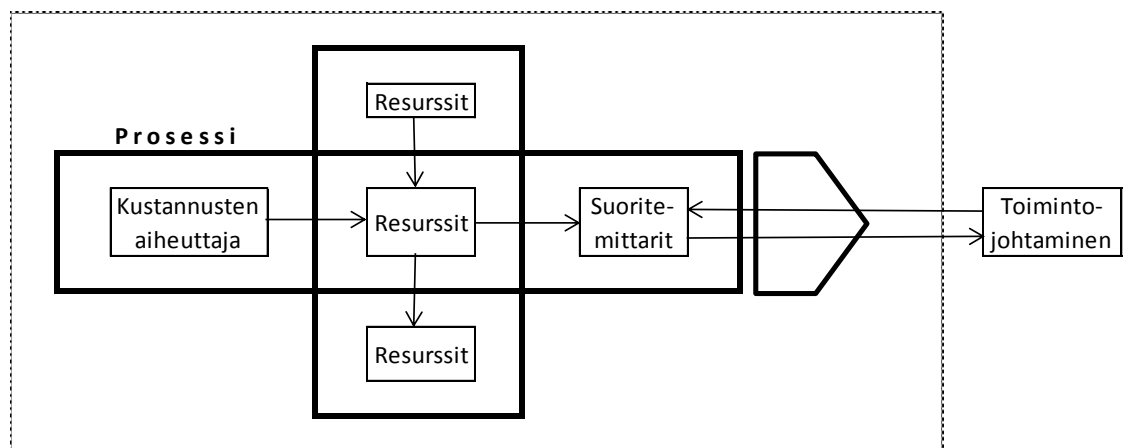 Resurssit
Prosessi
Kustannusten
aiheuttaja
Resurssit
Suorite-
mittarit
Toiminto-
johtaminen
Resurssit